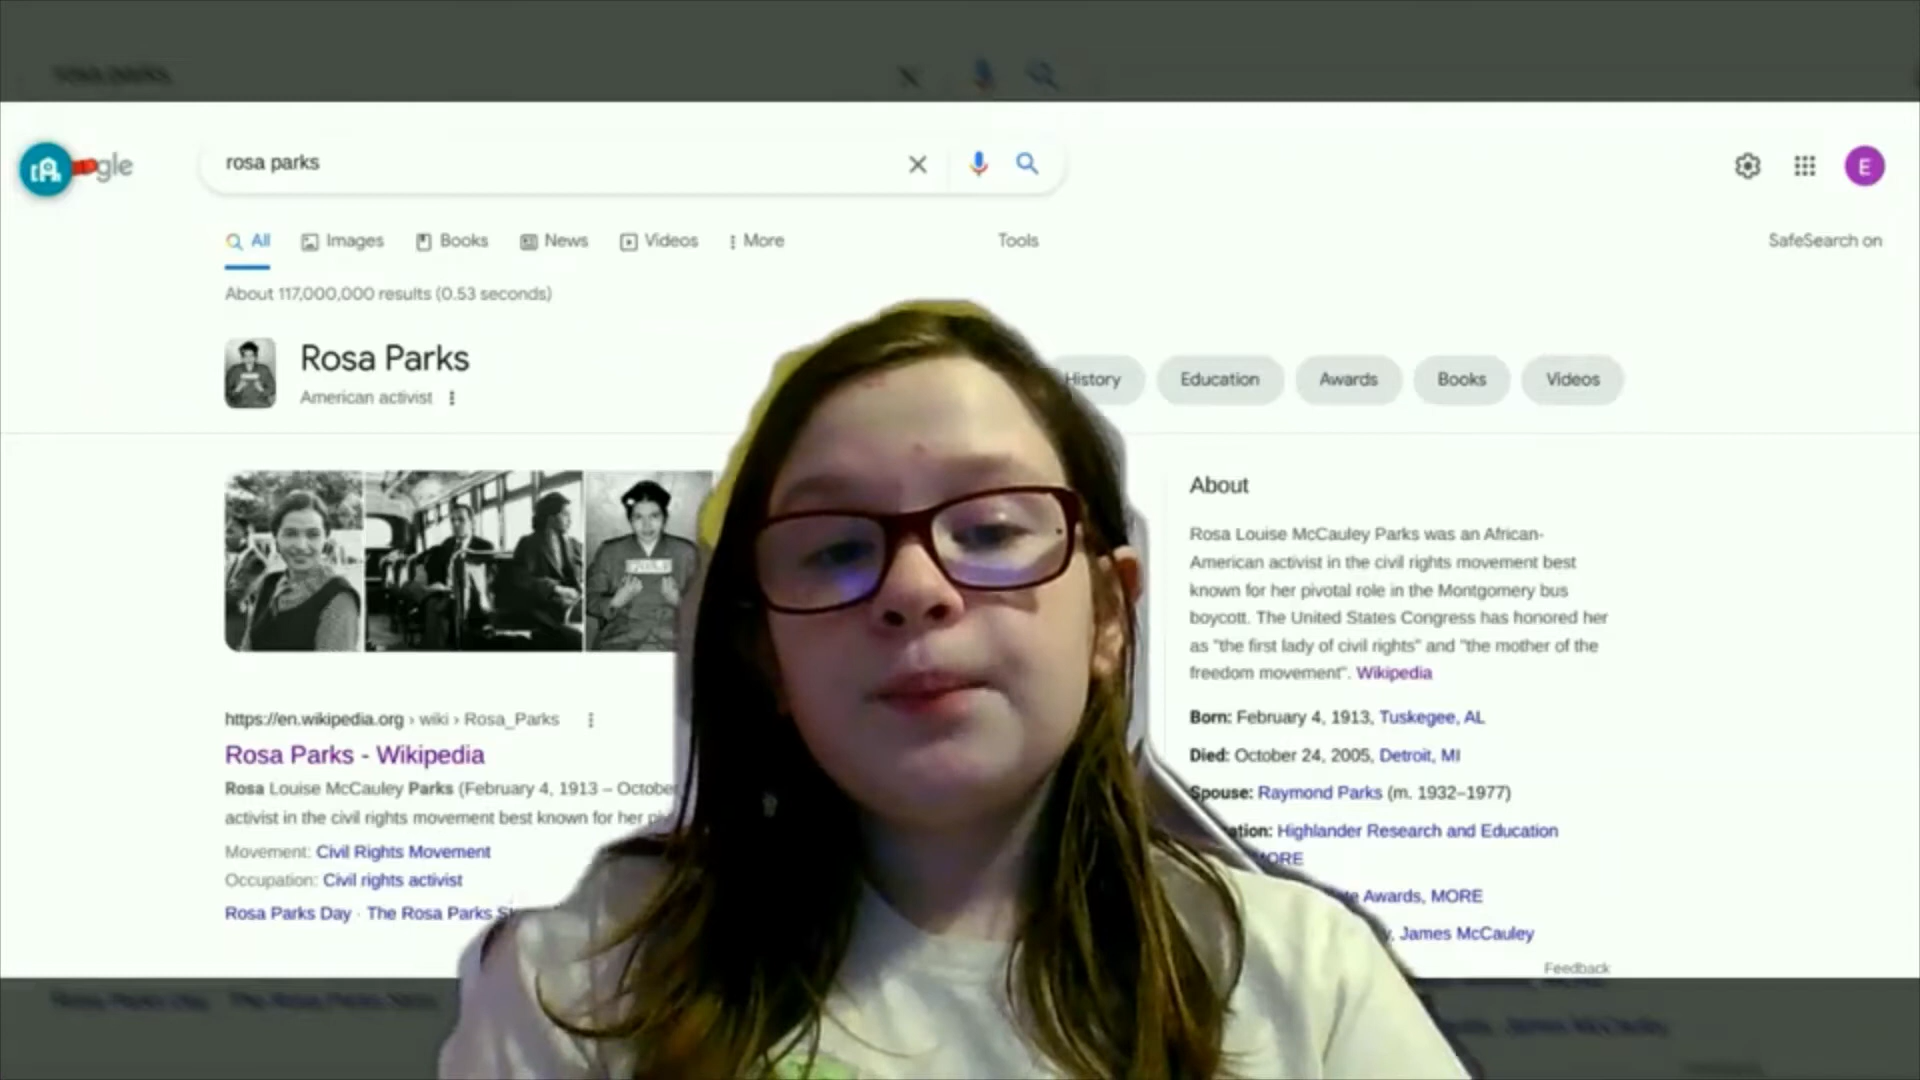 gle
rosa parks
E
All
Images
Books
News
Videos
More
Tools
SafeSearch on
About 117,000,000 results (0.53 seconds)
Rosa Parks
American activist
History
Education
Awards
Books
Videos
https://en.wikipedia.org › wiki › Rosa_Parks
Rosa Parks - Wikipedia
Rosa Louise McCauley Parks (February 4, 1913 –
activist in the civil rights movement best known for her
Movement: Civil Rights Movement
Occupation: Civil rights activist
Rosa Parks Day · The Rosa Parks
About
Rosa Louise McCauley Parks was an African-
American activist in the civil rights movement best
known for her pivotal role in the Montgomery bus
boycott. The United States Congress has honored her
as "the first lady of civil rights" and "the mother of the
freedom movement". Wikipedia
Born: February 4, 1913, Tuskegee, AL
Died: October 24, 2005, Detroit, MI
Spouse: Raymond Parks (m. 1932–1977)
Highlander Research and Education
MORE
Awards, MORE
James McCauley
Feedback